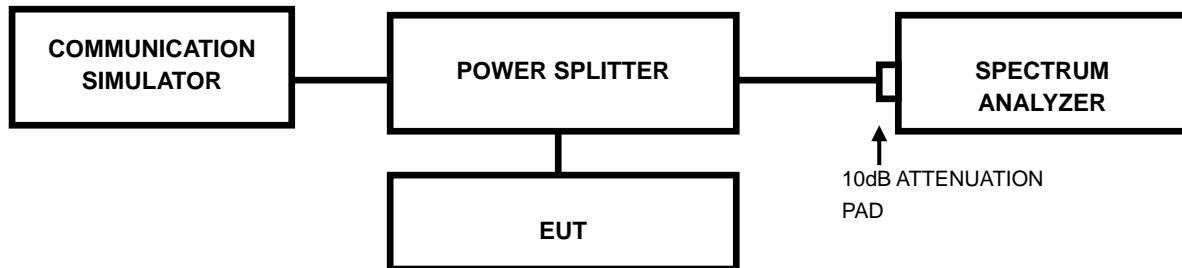 COMMUNICATION
SIMULATOR
POWER SPLITTER
SPECTRUM
ANALYZER
10dB ATTENUATION
PAD
EUT